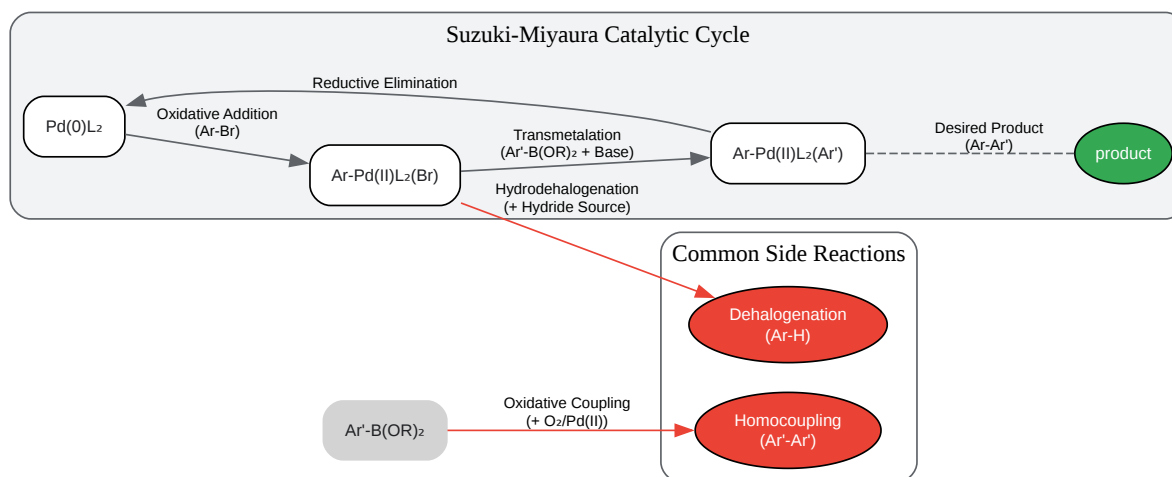 Suzuki-Miyaura Catalytic Cycle
Reductive Elimination
Pd(0)L₂
Oxidative Addition
(Ar-Br)
Ar-Pd(II)L₂(Br)
Transmetalation
(Ar'-B(OR)₂ + Base)
Ar-Pd(II)L₂(Ar')
Desired Product
(Ar-Ar')
product
Hydrodehalogenation
(+ Hydride Source)
Common Side Reactions
Dehalogenation
(Ar-H)
Ar'-B(OR)₂
Oxidative Coupling
(+ O₂/Pd(II))
Homocoupling
(Ar'-Ar')